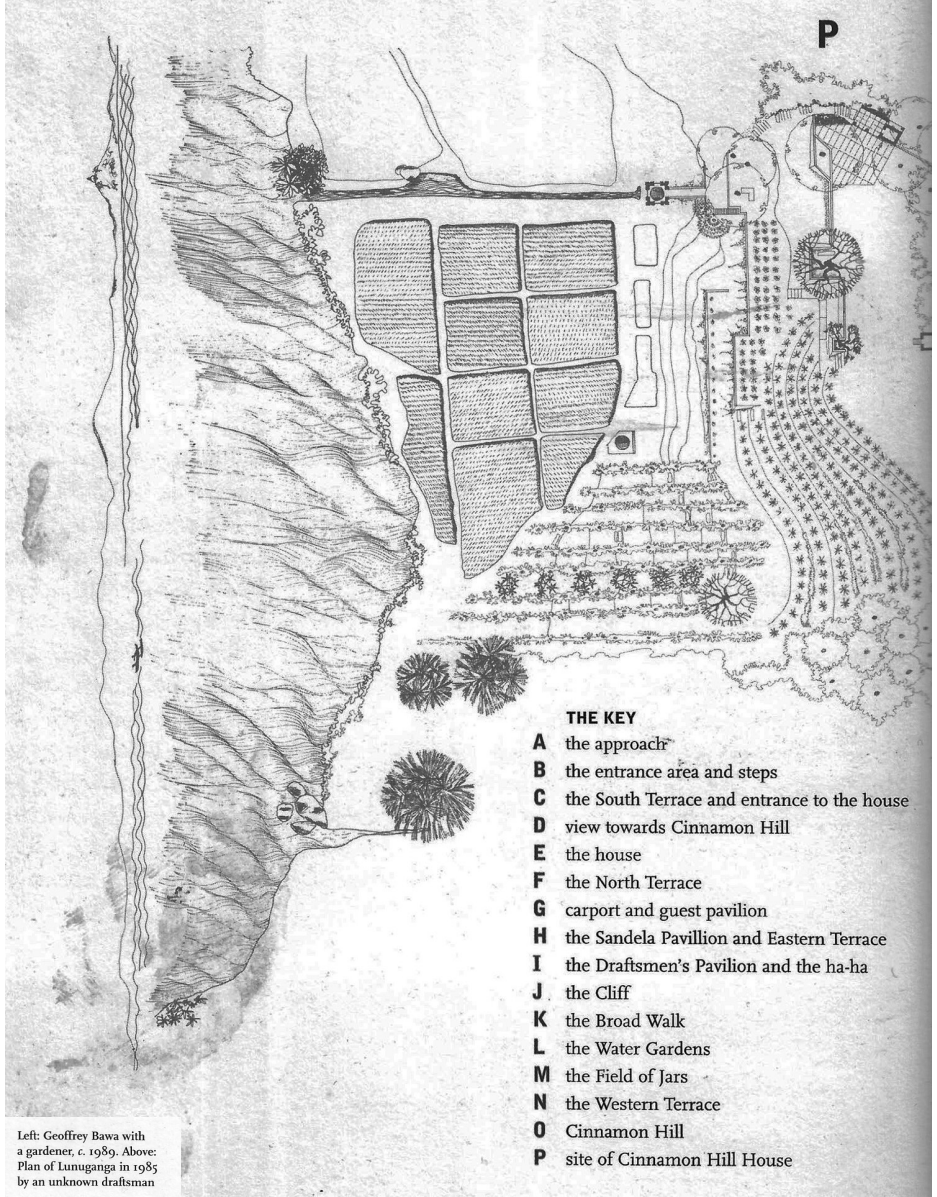 P
THE KEY
A the approach
B the entrance area and steps
C the South Terrace and entrance to the house
D view towards Cinnamon Hill
E the house
F the North Terrace
G carport and guest pavilion
H the Sandela Pavillion and Eastern Terrace
I the Draftsmen's Pavilion and the ha-ha
J the Cliff
K the Broad Walk
L the Water Gardens
M the Field of Jars
N the Western Terrace
O Cinnamon Hill
P site of Cinnamon Hill House
Left: Geoffrey Bawa with
a gardener, c. 1989. Above:
Plan of Lunuganga in 1985
by an unknown draftsman